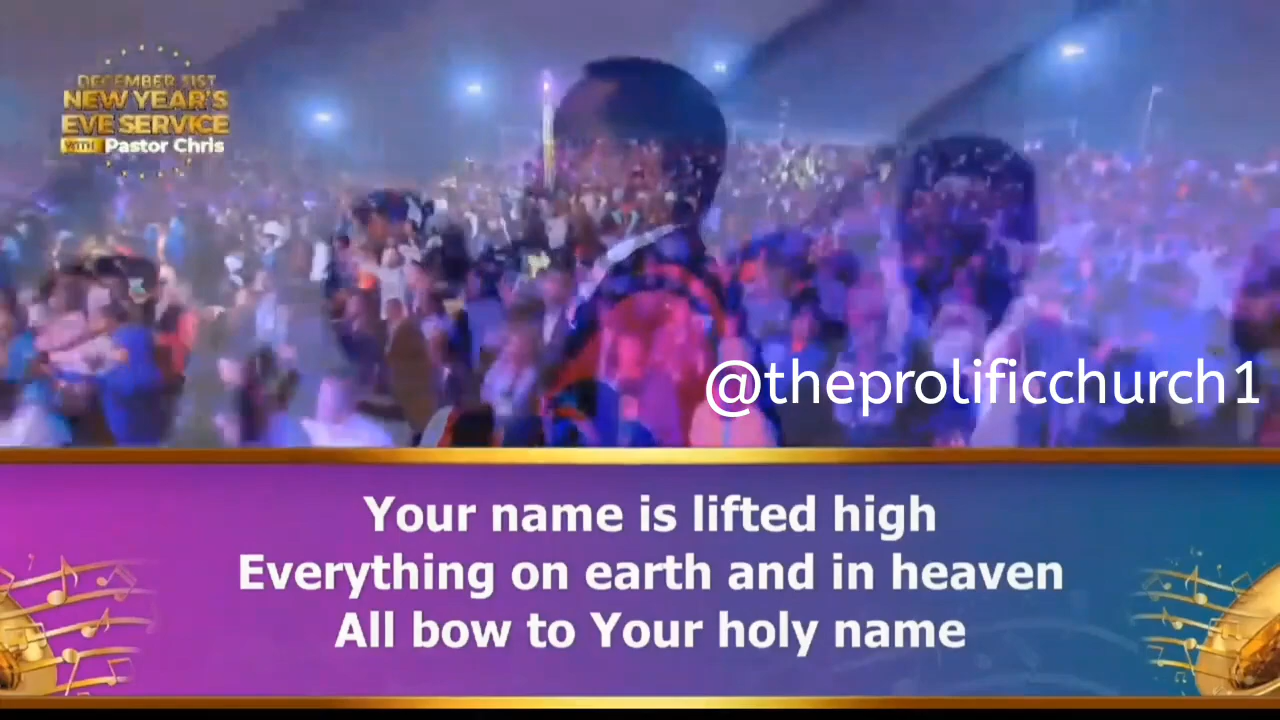 DECEMBER 31ST
NEW YEAR'S
EVE SERVICE
WITH Pastor Chris
@theprolificchurch1
Your name is lifted high
Everything on earth and in heaven
All bow to Your holy name